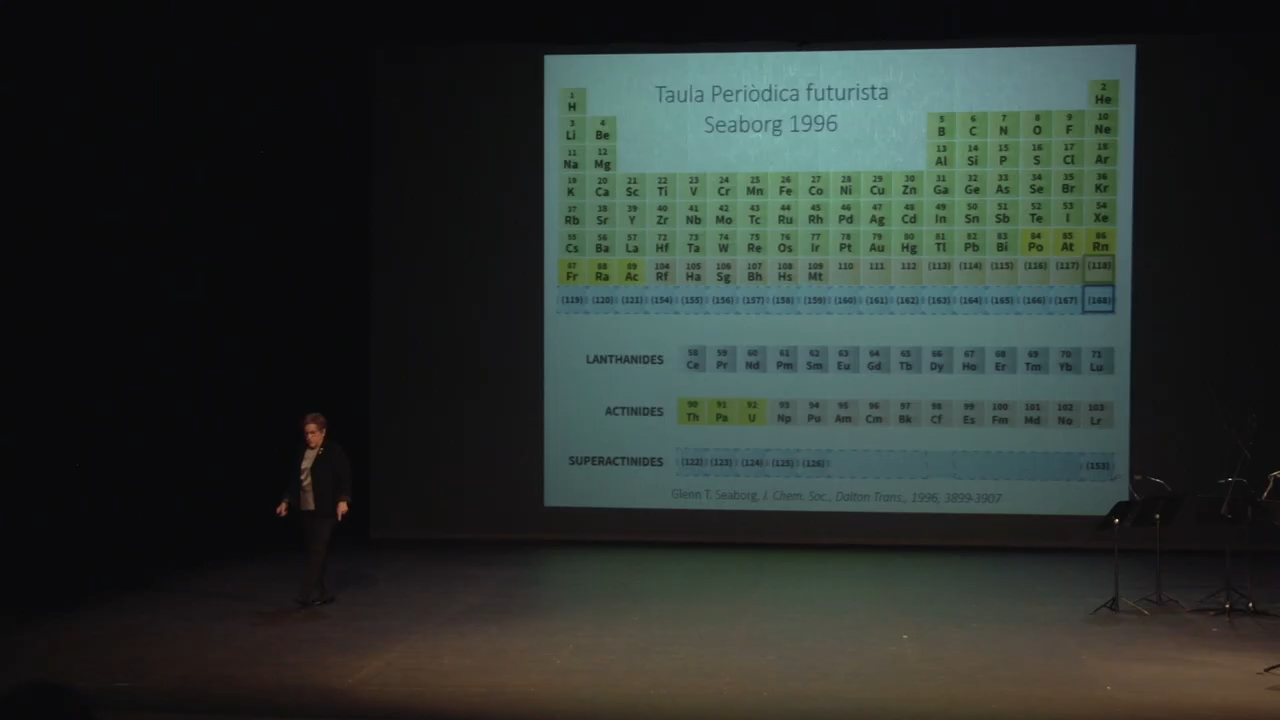 Taula Periòdica futurista
Seaborg 1996
1 2
H He
3 4 5 6 7 8 9 10
Li Be B C N O F Ne
11 12 13 14 15 16 17 18
Na Mg Al Si P S Cl Ar
19 20 21 22 23 24 25 26 27 28 29 30 31 32 33 34 35 36
K Ca Sc Ti V Cr Mn Fe Co Ni Cu Zn Ga Ge As Se Br Kr
37 38 39 40 41 42 43 44 45 46 47 48 49 50 51 52 53 54
Rb Sr Y Zr Nb Mo Tc Ru Rh Pd Ag Cd In Sn Sb Te I Xe
55 56 57 72 73 74 75 76 77 78 79 80 81 82 83 84 85 86
Cs Ba La Hf Ta W Re Os Ir Pt Au Hg Tl Pb Bi Po At Rn
87 88 89 104 105 106 107 108 109 110 111 112 (113) (114) (115) (116) (117) (118)
Fr Ra Ac Rf Ha Sg Bh Hs Mt
(119) (120) (121) (154) (155) (156) (157) (158) (159) (160) (161) (162) (163) (164) (165) (166) (167) (168)
58 59 60 61 62 63 64 65 66 67 68 69 70 71
LANTHANIDES Ce Pr Nd Pm Sm Eu Gd Tb Dy Ho Er Tm Yb Lu
90 91 92 93 94 95 96 97 98 99 100 101 102 103
ACTINIDES Th Pa U Np Pu Am Cm Bk Cf Es Fm Md No Lr
SUPERACTINIDES (122) (123) (124) (125) (126) (153)
Glenn T. Seaborg, J. Chem. Soc., Dalton Trans., 1996, 3899-3907